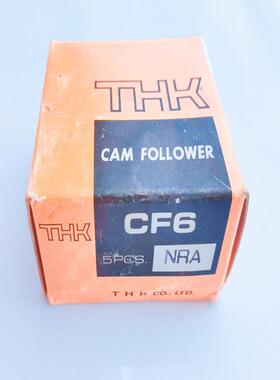 THK
CAM FOLLOWER
THK
CF6
5PCS. NRA
THK CO., LTD.